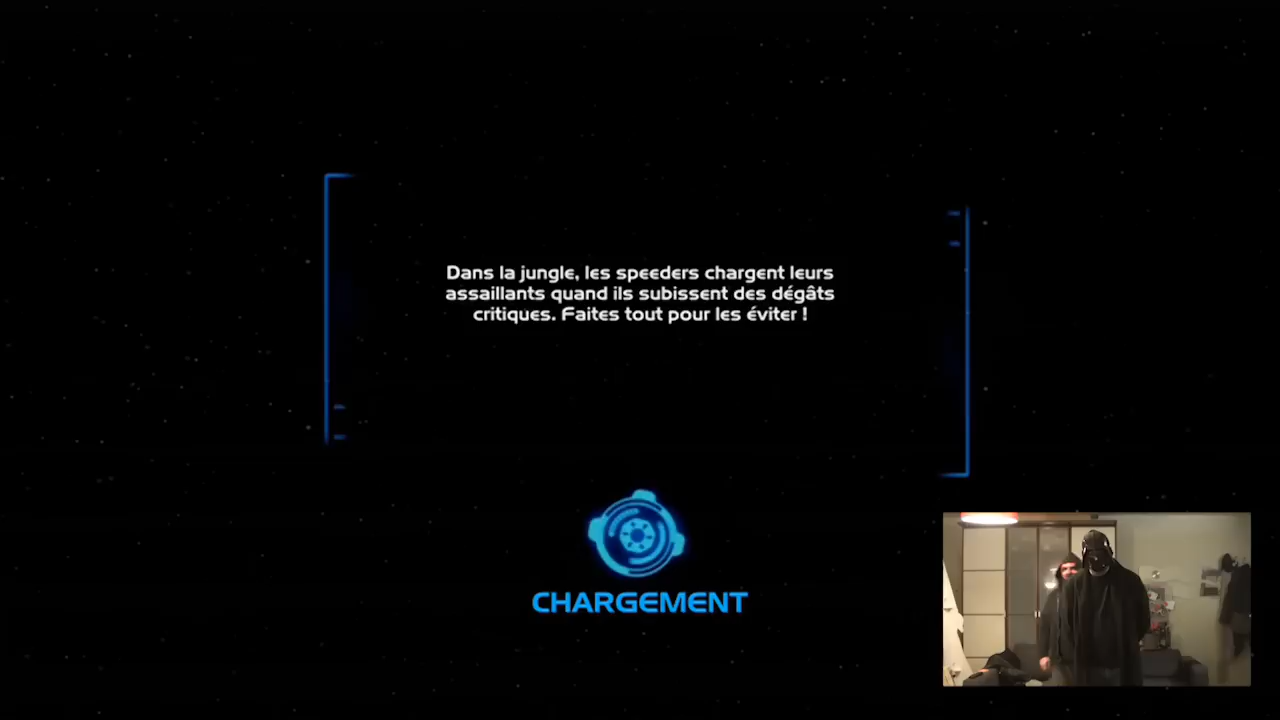 Dans la jungle, les speeders chargent leurs
assaillants quand ils subissent des dégâts
critiques. Faites tout pour les éviter !
CHARGEMENT